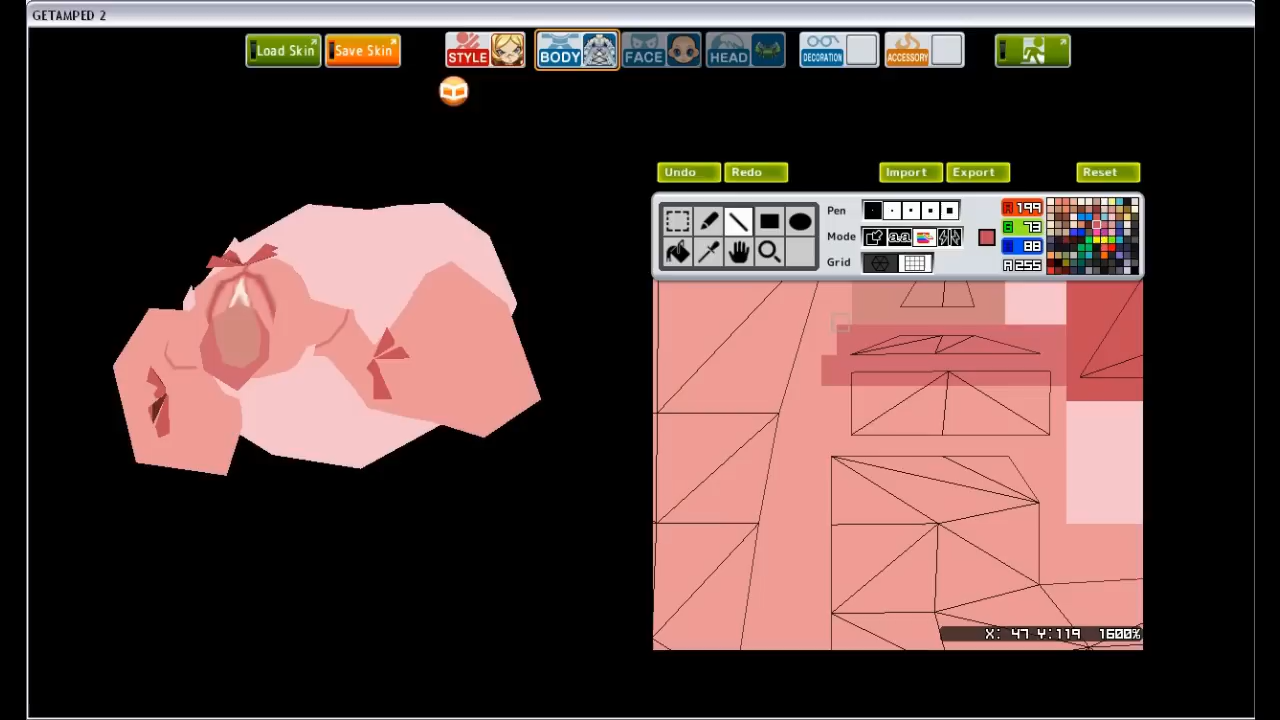 GETAMPED 2
Load Skin
Save Skin
STYLE
BODY
FACE
HEAD
DECORATION
ACCESSORY
Undo
Redo
Import
Export
Reset
Pen
Mode
Grid
aa
R 199
G 73
B 88
A 255
X: 47 Y:119 1600%